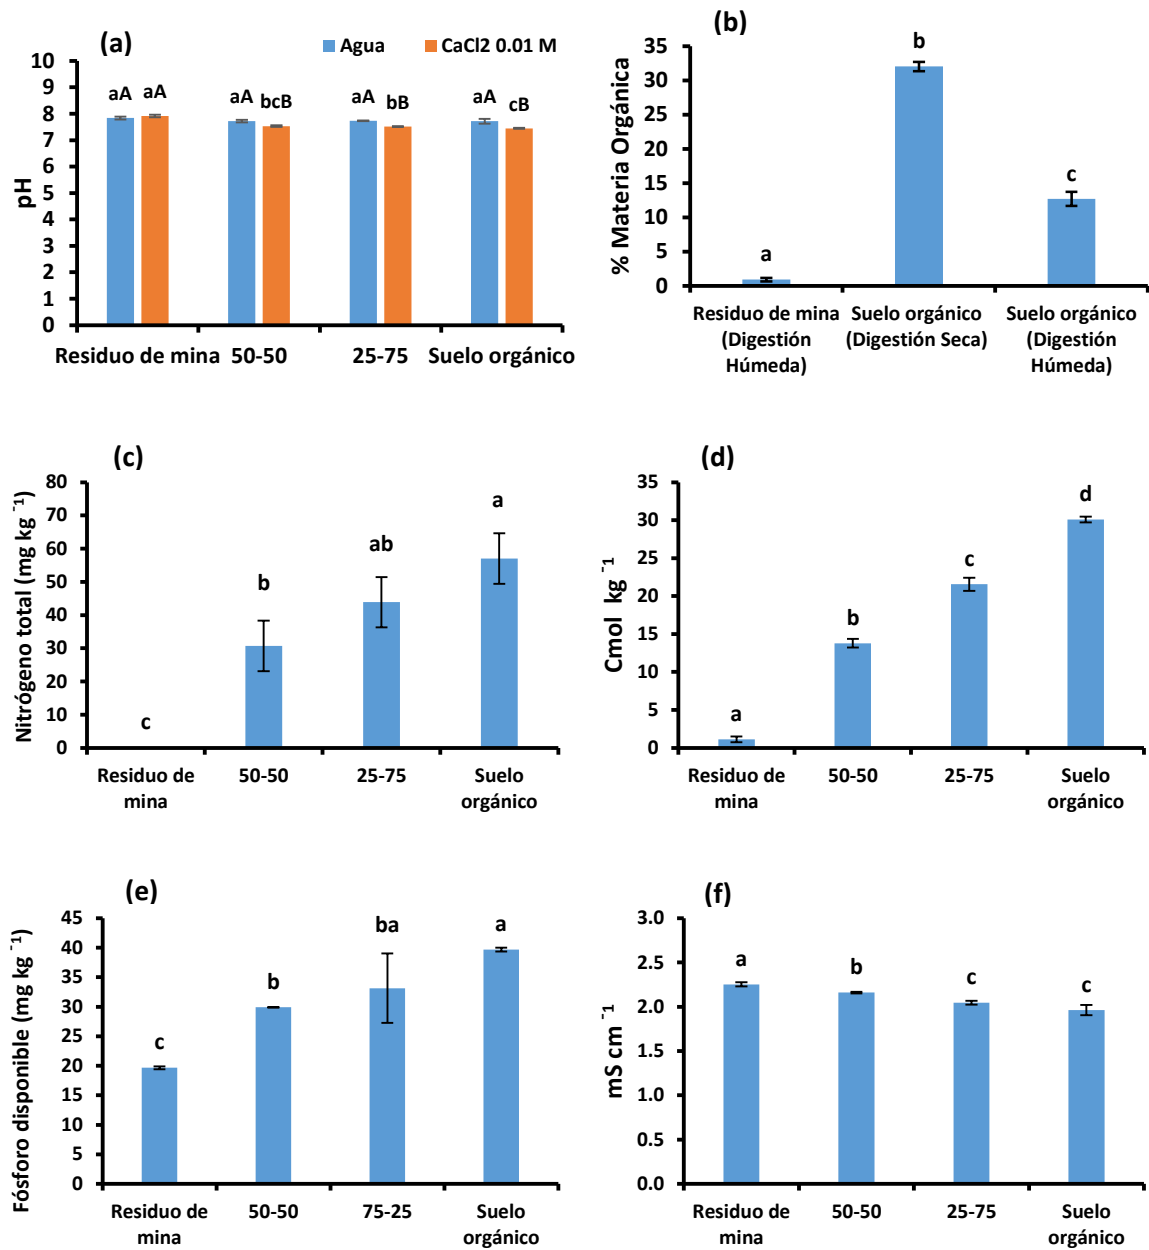 (a)
Agua
CaCl2 0.01 M
10
9
8
7
6
5
4
3
2
1
0
pH
aA
aA
aA
bcB
aA
bB
aA
cB
Residuo de mina
50-50
25-75
Suelo orgánico
(b)
35
30
25
20
15
10
5
0
% Materia Orgánica
a
b
c
Residuo de mina
(Digestión
Húmeda)
Suelo orgánico
(Digestión Seca)
Suelo orgánico
(Digestión
Húmeda)
(c)
80
70
60
50
40
30
20
10
0
Nitrógeno total (mg kg⁻¹)
c
b
ab
a
Residuo de
mina
50-50
25-75
Suelo
orgánico
(d)
35
30
25
20
15
10
5
0
Cmol kg⁻¹
a
b
c
d
Residuo de
mina
50-50
25-75
Suelo
orgánico
(e)
45
40
35
30
25
20
15
10
5
0
Fósforo disponible (mg kg⁻¹)
c
b
ba
a
Residuo de
mina
50-50
75-25
Suelo
orgánico
(f)
3.0
2.5
2.0
1.5
1.0
0.5
0.0
mS cm⁻¹
a
b
c
c
Residuo de
mina
50-50
25-75
Suelo
orgánico